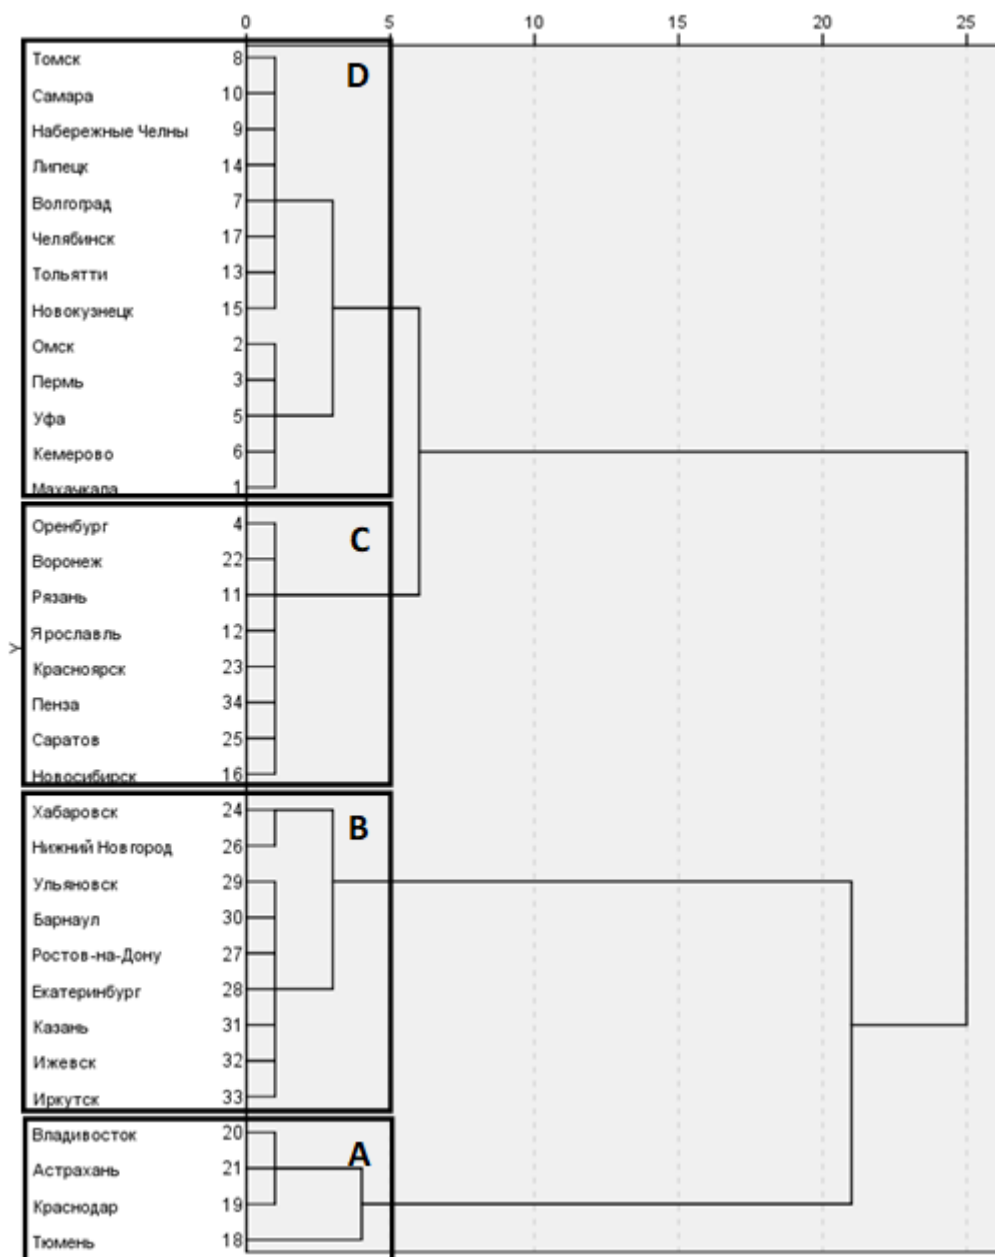 0 5 10 15 20 25
Томск 8 D
Самара 10
Набережные Челны 9
Липецк 14
Волгоград 7
Челябинск 17
Тольятти 13
Новокузнецк 15
Омск 2
Пермь 3
Уфа 5
Кемерово 6
Махачкала 1
Оренбург 4 C
Воронеж 22
Рязань 11
Ярославль 12
Y
Красноярск 23
Пенза 34
Саратов 25
Новосибирск 16
Хабаровск 24 B
Нижний Новгород 26
Ульяновск 29
Барнаул 30
Ростов-на-Дону 27
Екатеринбург 28
Казань 31
Ижевск 32
Иркутск 33
Владивосток 20 A
Астрахань 21
Краснодар 19
Тюмень 18